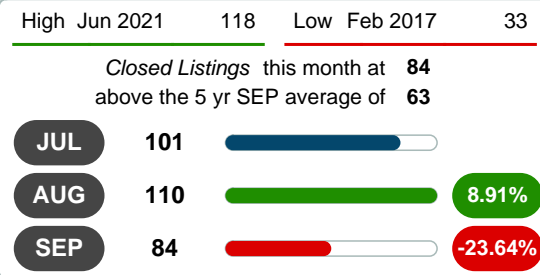 High Jun 2021 118 Low Feb 2017 33
Closed Listings this month at 84
above the 5 yr SEP average of 63
JUL 101
AUG 110 8.91%
SEP 84 -23.64%